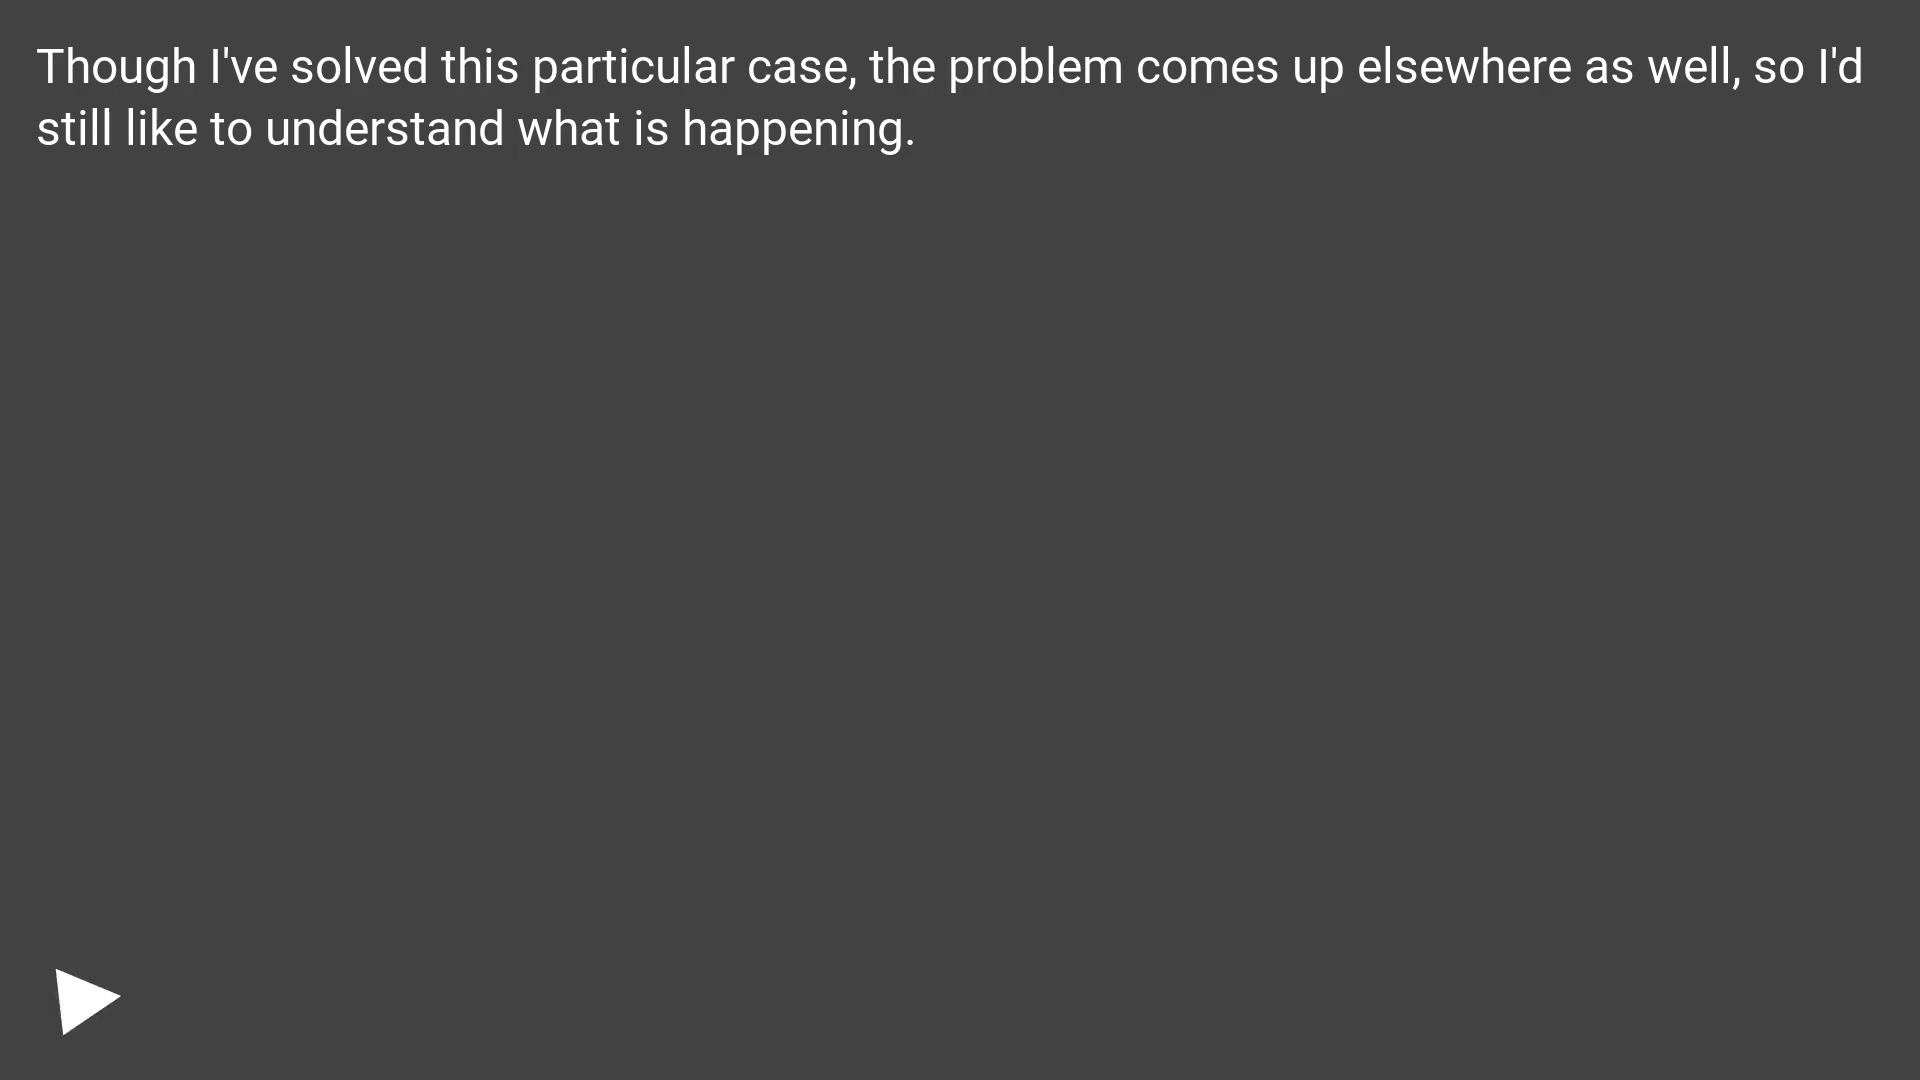 Though I've solved this particular case, the problem comes up elsewhere as well, so I'd
still like to understand what is happening.